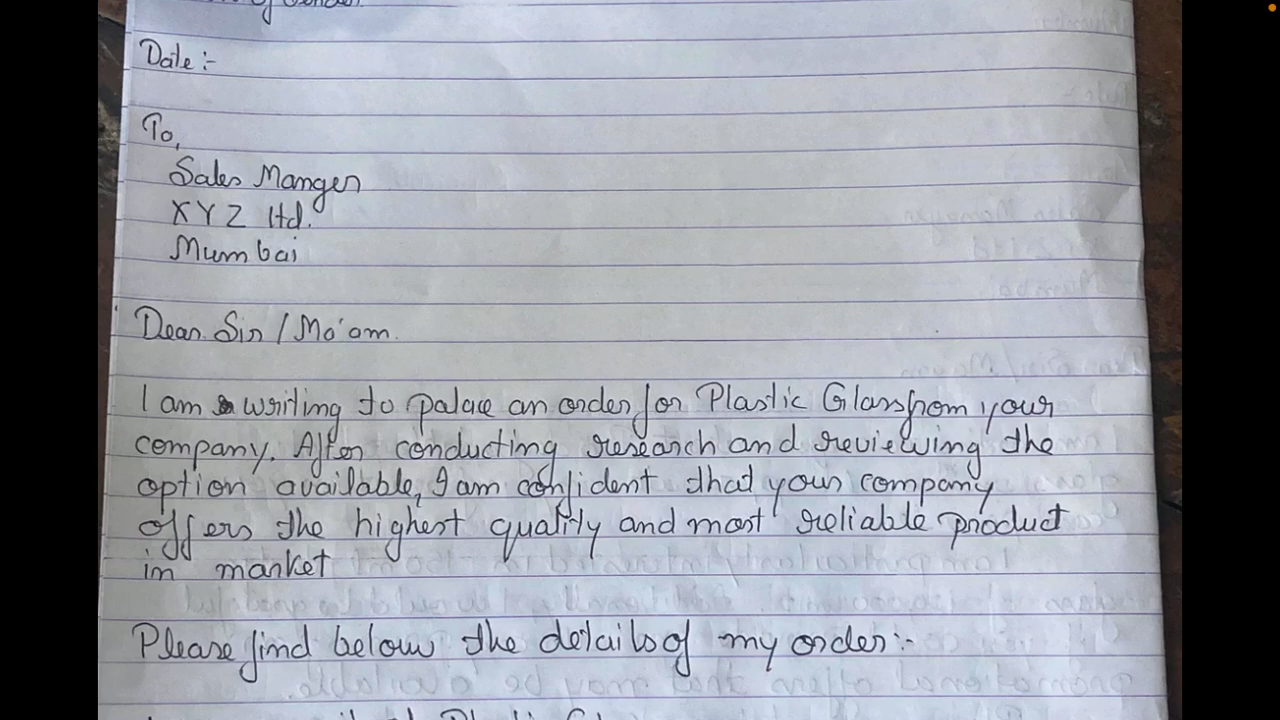 of Sender
Date :-
To,
Sales Manger
XYZ ltd.
Mumbai
Dear Sir / Ma'am.
I am writing to palace an order for Plastic Glass from your
company. After conducting research and reviewing the
option available, I am confident that your company
offers the highest quality and most reliable product
in market
Please find below the details of my order :-